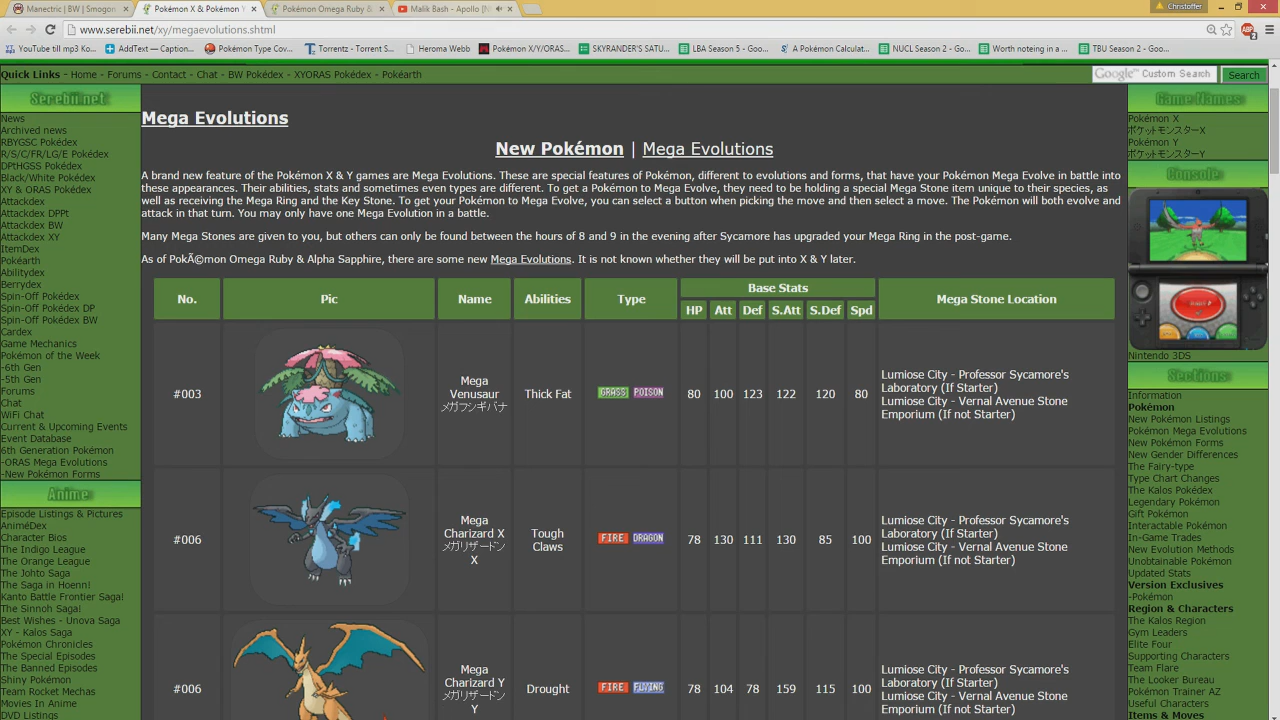 Manectric | BW | Smogon
Pokémon X & Pokémon Y
Pokémon Omega Ruby &
Malik Bash - Apollo [N
Christoffer
www.serebii.net/xy/megaevolutions.shtml
YouTube till mp3 Ko...
AddText – Caption...
Pokémon Type Cov...
Torrentz - Torrent S...
Heroma Webb
Pokémon X/Y/ORAS...
SKYRANDER'S SATU...
LBA Season 5 - Goo...
A Pokémon Calculat...
NUCL Season 2 - Go...
Worth noteing in a ...
TBU Season 2 - Goo...
Quick Links - Home - Forums - Contact - Chat - BW Pokédex - XYORAS Pokédex - Pokéarth
Google™ Custom Search
Search
Serebii.net
News
Archived news
RBYGSC Pokédex
R/S/C/FR/LG/E Pokédex
DPtHGSS Pokédex
Black/White Pokédex
XY & ORAS Pokédex
Attackdex
Attackdex DPPt
Attackdex BW
Attackdex XY
ItemDex
Pokéarth
Abilitydex
Berrydex
Spin-Off Pokédex
Spin-Off Pokédex DP
Spin-Off Pokédex BW
Cardex
Game Mechanics
Pokémon of the Week
-6th Gen
-5th Gen
Forums
Chat
WiFi Chat
Current & Upcoming Events
Event Database
6th Generation Pokémon
-ORAS Mega Evolutions
-New Pokémon Forms
Anime
Episode Listings & Pictures
AniméDex
Character Bios
The Indigo League
The Orange League
The Johto Saga
The Saga in Hoenn!
Kanto Battle Frontier Saga!
The Sinnoh Saga!
Best Wishes - Unova Saga
XY - Kalos Saga
Pokémon Chronicles
The Special Episodes
The Banned Episodes
Shiny Pokémon
Team Rocket Mechas
Movies In Anime
DVD Listings
Mega Evolutions
New Pokémon | Mega Evolutions
A brand new feature of the Pokémon X & Y games are Mega Evolutions. These are special features of Pokémon, different to evolutions and forms, that have your Pokémon Mega Evolve in battle into
these appearances. Their abilities, stats and sometimes even types are different. To get a Pokémon to Mega Evolve, they need to be holding a special Mega Stone item unique to their species, as
well as receiving the Mega Ring and the Key Stone. To get your Pokémon to Mega Evolve, you can select a button when picking the move and then select a move. The Pokémon will both evolve and
attack in that turn. You may only have one Mega Evolution in a battle.
Many Mega Stones are given to you, but others can only be found between the hours of 8 and 9 in the evening after Sycamore has upgraded your Mega Ring in the post-game.
As of PokÃ©mon Omega Ruby & Alpha Sapphire, there are some new Mega Evolutions. It is not known whether they will be put into X & Y later.
No.
Pic
Name
Abilities
Type
Base Stats
HP Att Def S.Att S.Def Spd
Mega Stone Location
#003
Mega
Venusaur
メガフシギバナ
Thick Fat
GRASS POISON
80 100 123 122 120 80
Lumiose City - Professor Sycamore's
Laboratory (If Starter)
Lumiose City - Vernal Avenue Stone
Emporium (If not Starter)
#006
Mega
Charizard X
メガリザードン
X
Tough
Claws
FIRE DRAGON
78 130 111 130 85 100
Lumiose City - Professor Sycamore's
Laboratory (If Starter)
Lumiose City - Vernal Avenue Stone
Emporium (If not Starter)
#006
Mega
Charizard Y
メガリザードン
Y
Drought
FIRE FLYING
78 104 78 159 115 100
Lumiose City - Professor Sycamore's
Laboratory (If Starter)
Lumiose City - Vernal Avenue Stone
Emporium (If not Starter)
Game Names:
Pokémon X
ポケットモンスターX
Pokémon Y
ポケットモンスターY
Console:
Nintendo 3DS
Sections:
Information
Pokémon
New Pokémon Listings
Pokémon Mega Evolutions
New Pokémon Forms
New Gender Differences
The Fairy-type
Type Chart Changes
The Kalos Pokédex
Legendary Pokémon
Gift Pokémon
Interactable Pokémon
In-Game Trades
New Evolution Methods
Unobtainable Pokémon
Updated Stats
Version Exclusives
-Pokémon
Region & Characters
The Kalos Region
Gym Leaders
Elite Four
Supporting Characters
Team Flare
The Looker Bureau
Pokémon Trainer AZ
Useful Characters
Items & Moves